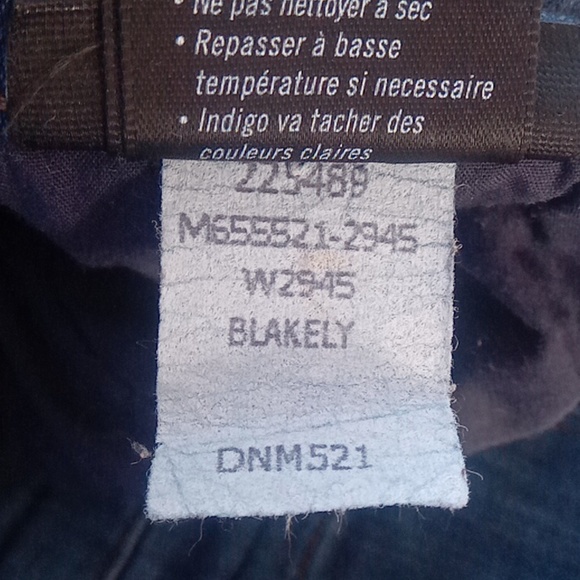 • Ne pas nettoyer à sec
• Repasser à basse
température si necessaire
• Indigo va tacher des
couleurs claires
225489
M655521-2945
W2945
BLAKELY
DNM521